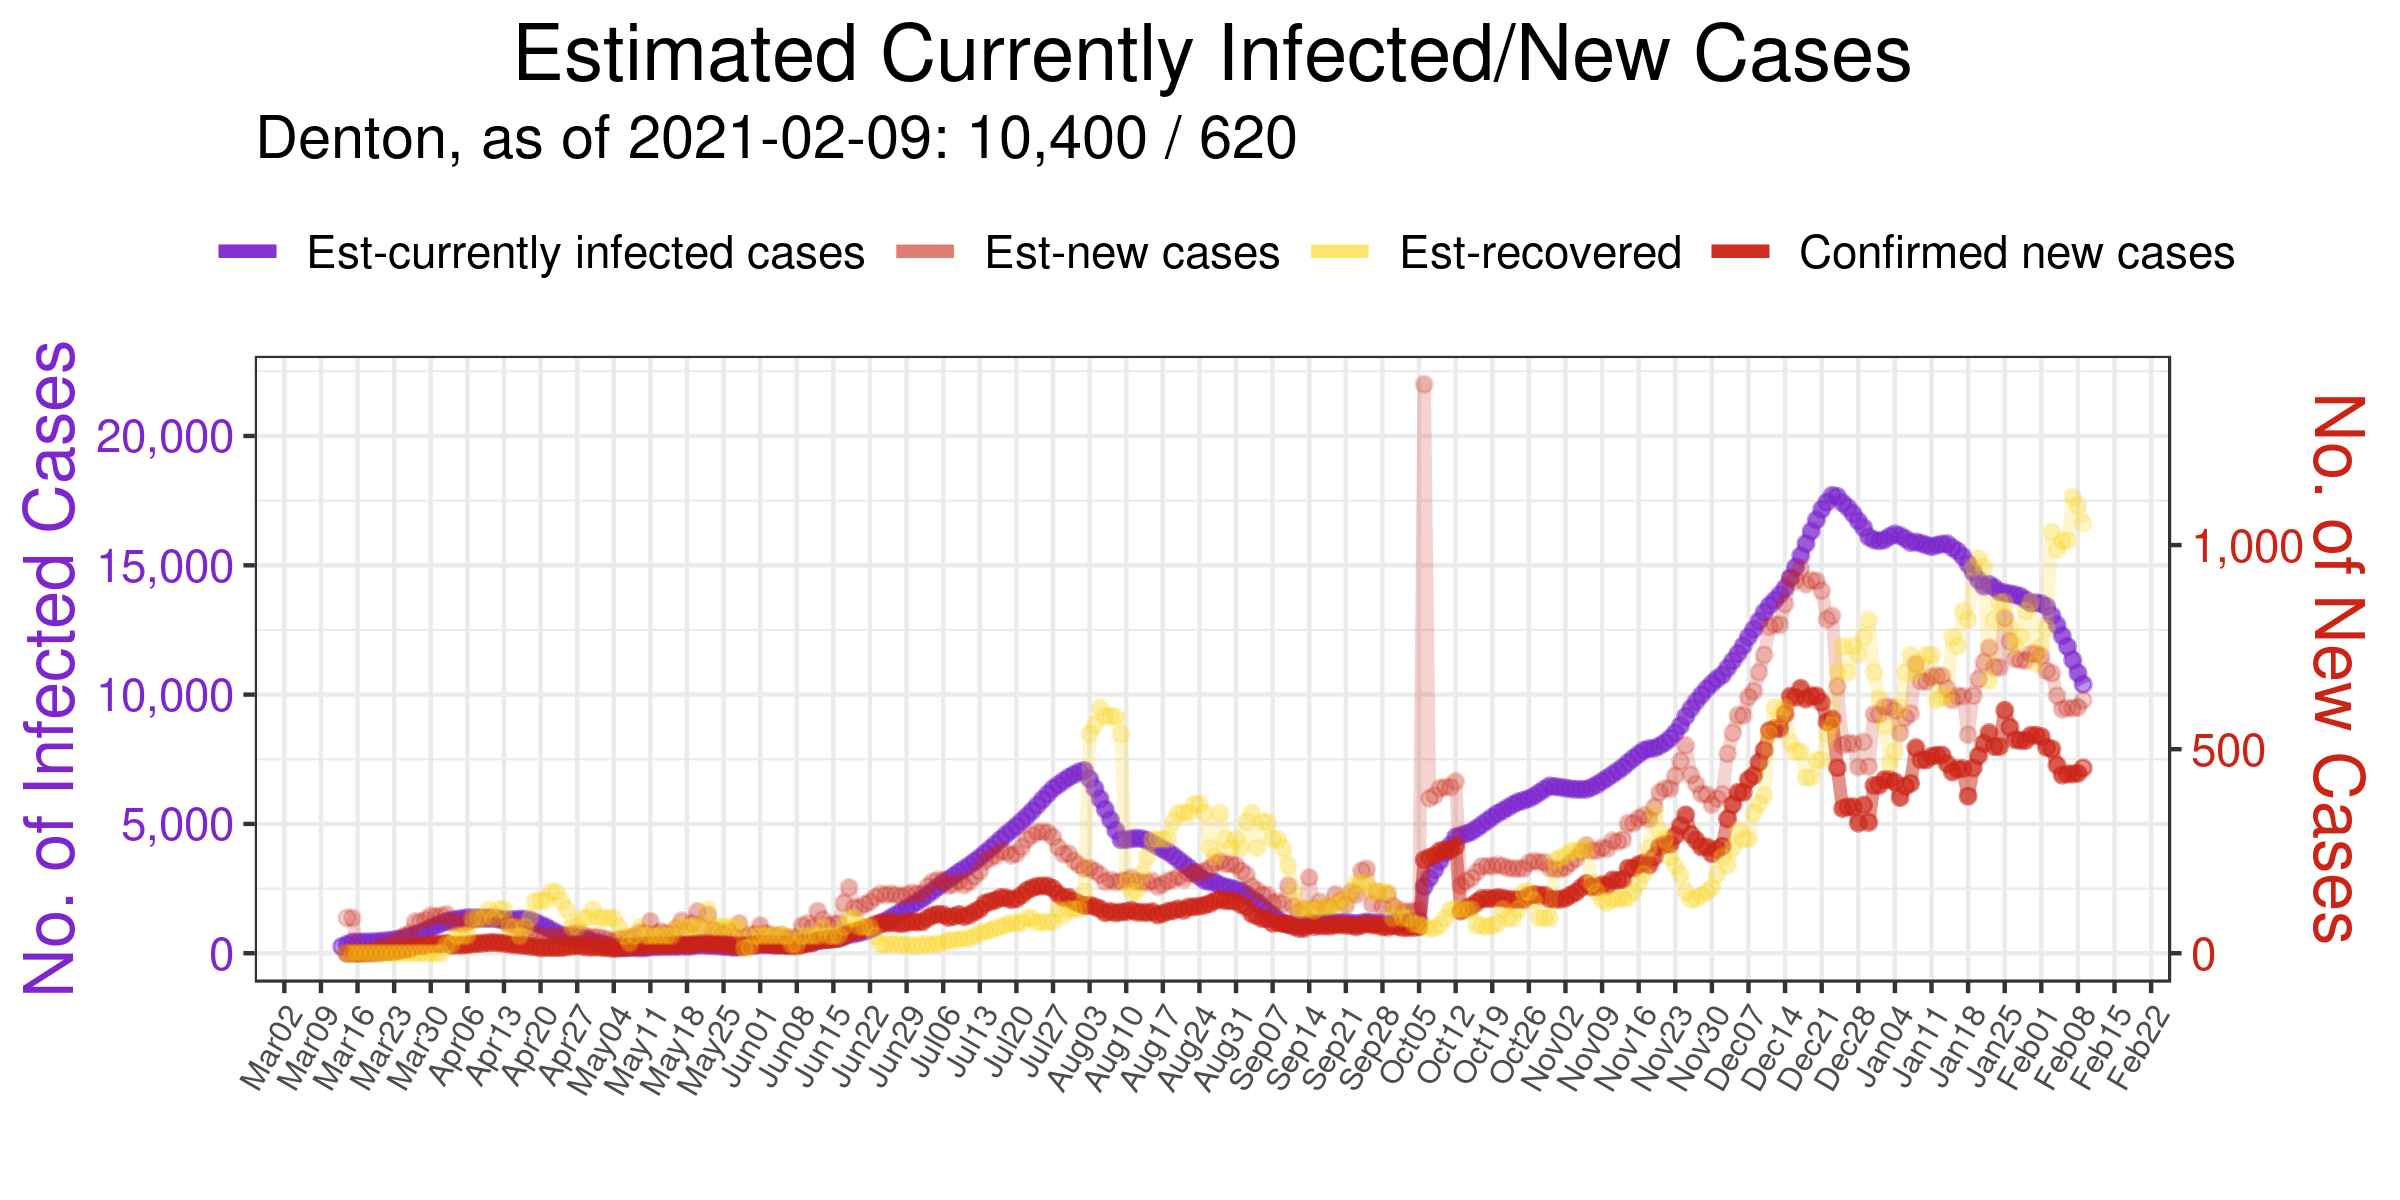 Estimated Currently Infected/New Cases
Denton, as of 2021-02-09: 10,400 / 620
Est-currently infected cases Est-new cases Est-recovered Confirmed new cases
No. of Infected Cases
20,000
15,000
10,000
5,000
0
1,000
500
0
No. of New Cases
Mar02 Mar09 Mar16 Mar23 Mar30 Apr06 Apr13 Apr20 Apr27 May04 May11 May18 May25 Jun01 Jun08 Jun15 Jun22 Jun29 Jul06 Jul13 Jul20 Jul27 Aug03 Aug10 Aug17 Aug24 Aug31 Sep07 Sep14 Sep21 Sep28 Oct05 Oct12 Oct19 Oct26 Nov02 Nov09 Nov16 Nov23 Nov30 Dec07 Dec14 Dec21 Dec28 Jan04 Jan11 Jan18 Jan25 Feb01 Feb08 Feb15 Feb22